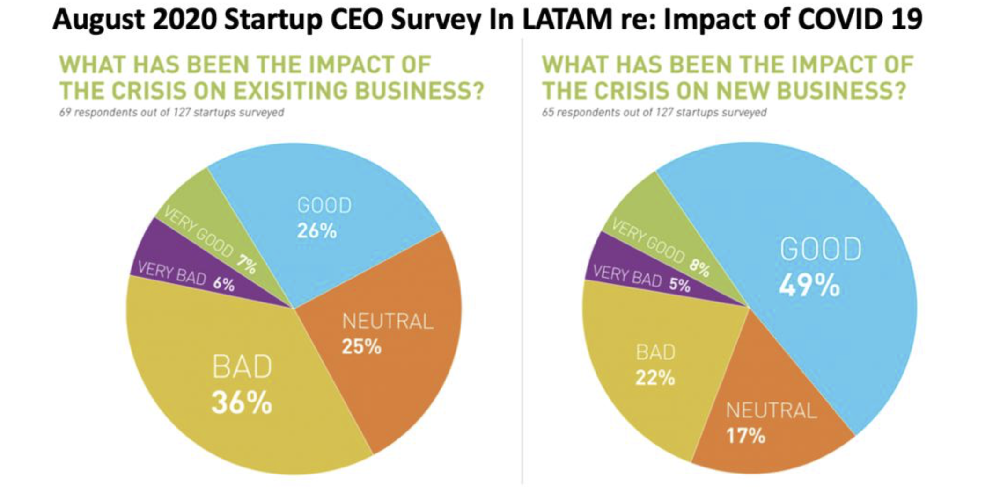 August 2020 Startup CEO Survey In LATAM re: Impact of COVID 19
WHAT HAS BEEN THE IMPACT OF
THE CRISIS ON EXISITING BUSINESS?
69 respondents out of 127 startups surveyed
GOOD
26%
NEUTRAL
25%
BAD
36%
VERY BAD 6%
VERY GOOD 7%
WHAT HAS BEEN THE IMPACT OF
THE CRISIS ON NEW BUSINESS?
65 respondents out of 127 startups surveyed
GOOD
49%
NEUTRAL
17%
BAD
22%
VERY BAD 5%
VERY GOOD 8%